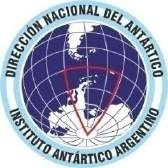 DIRECCIÓN NACIONAL DEL ANTÁRTICO
INSTITUTO ANTÁRTICO ARGENTINO